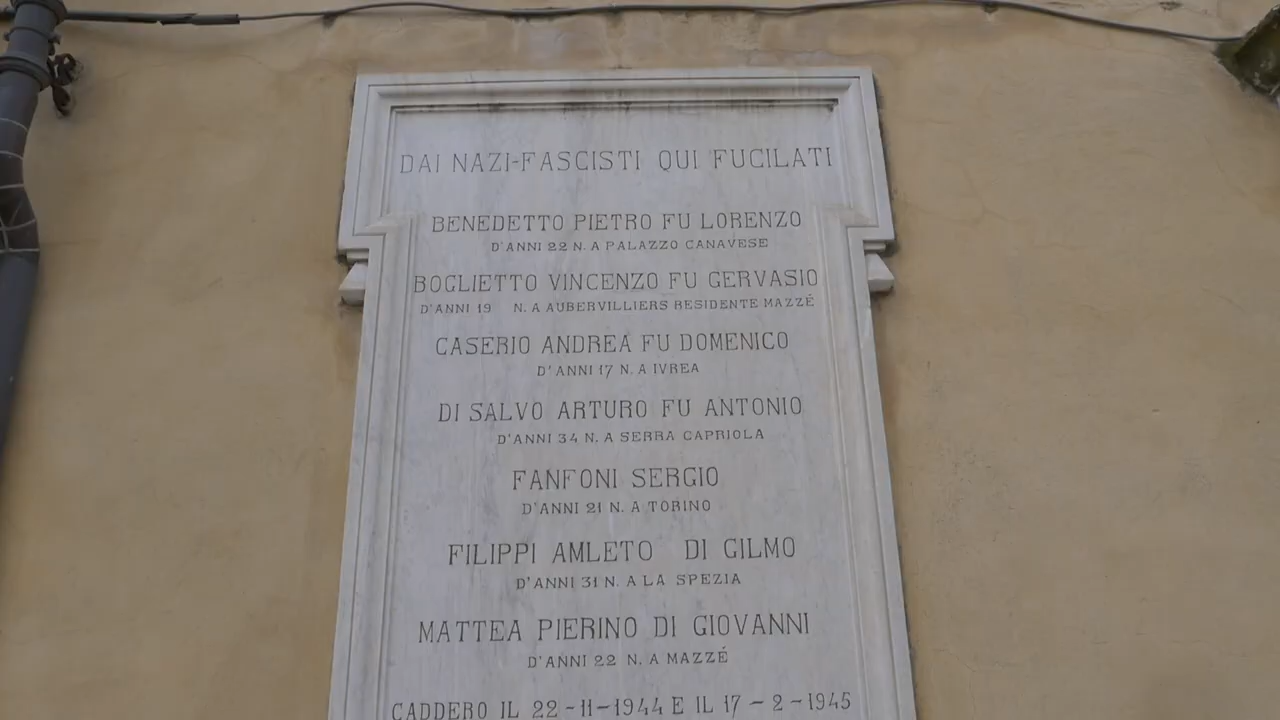 DAI NAZI-FASCISTI QUI FUCILATI
BENEDETTO PIETRO FU LORENZO
D'ANNI 22 N. A PALAZZO CANAVESE
BOGLIETTO VINCENZO FU GERVASIO
D'ANNI 19 N. A AUBERVILLIERS RESIDENTE MAZZÉ
CASERIO ANDREA FU DOMENICO
D'ANNI 17 N. A IVREA
DI SALVO ARTURO FU ANTONIO
D'ANNI 34 N. A SERRA CAPRIOLA
FANFONI SERGIO
D'ANNI 21 N. A TORINO
FILIPPI AMLETO DI GILMO
D'ANNI 31 N. A LA SPEZIA
MATTEA PIERINO DI GIOVANNI
D'ANNI 22 N. A MAZZÉ
CADDERO IL 22-11-1944 E IL 17-2-1945